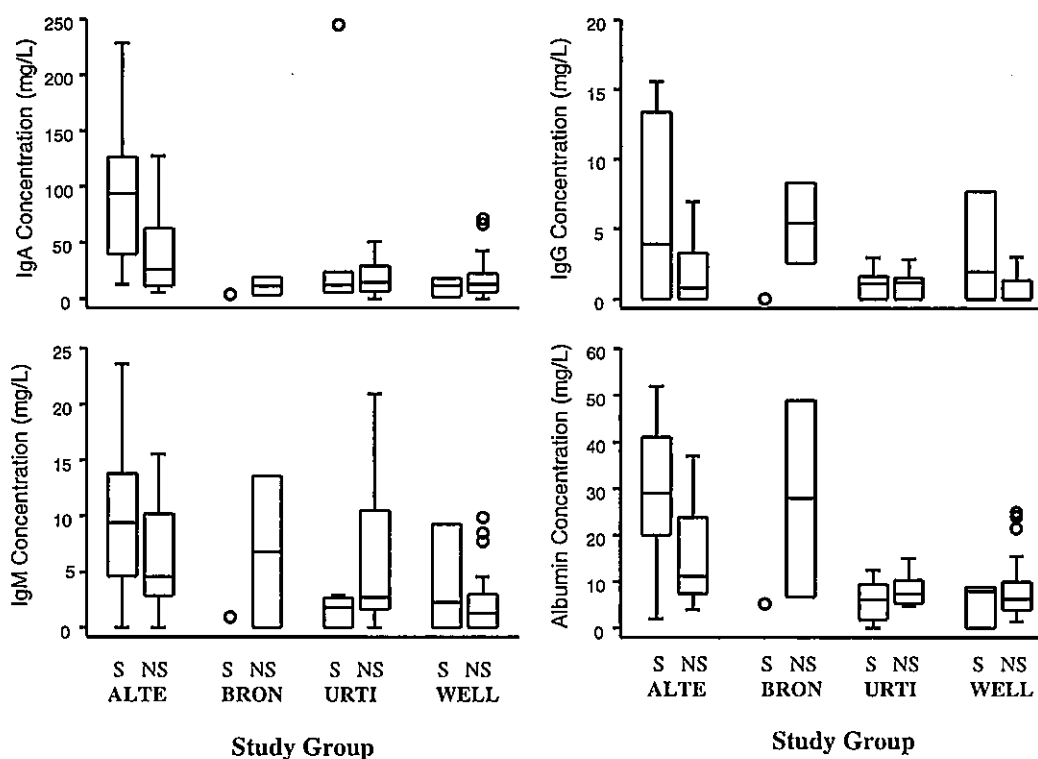 IgA Concentration (mg/L)
250
200
150
100
50
0
IgG Concentration (mg/L)
20
15
10
5
0
IgM Concentration (mg/L)
25
20
15
10
5
0
S NS S NS S NS S NS
ALTE BRON URTI WELL
Study Group
Albumin Concentration (mg/L)
60
50
40
30
20
10
0
S NS S NS S NS S NS
ALTE BRON URTI WELL
Study Group